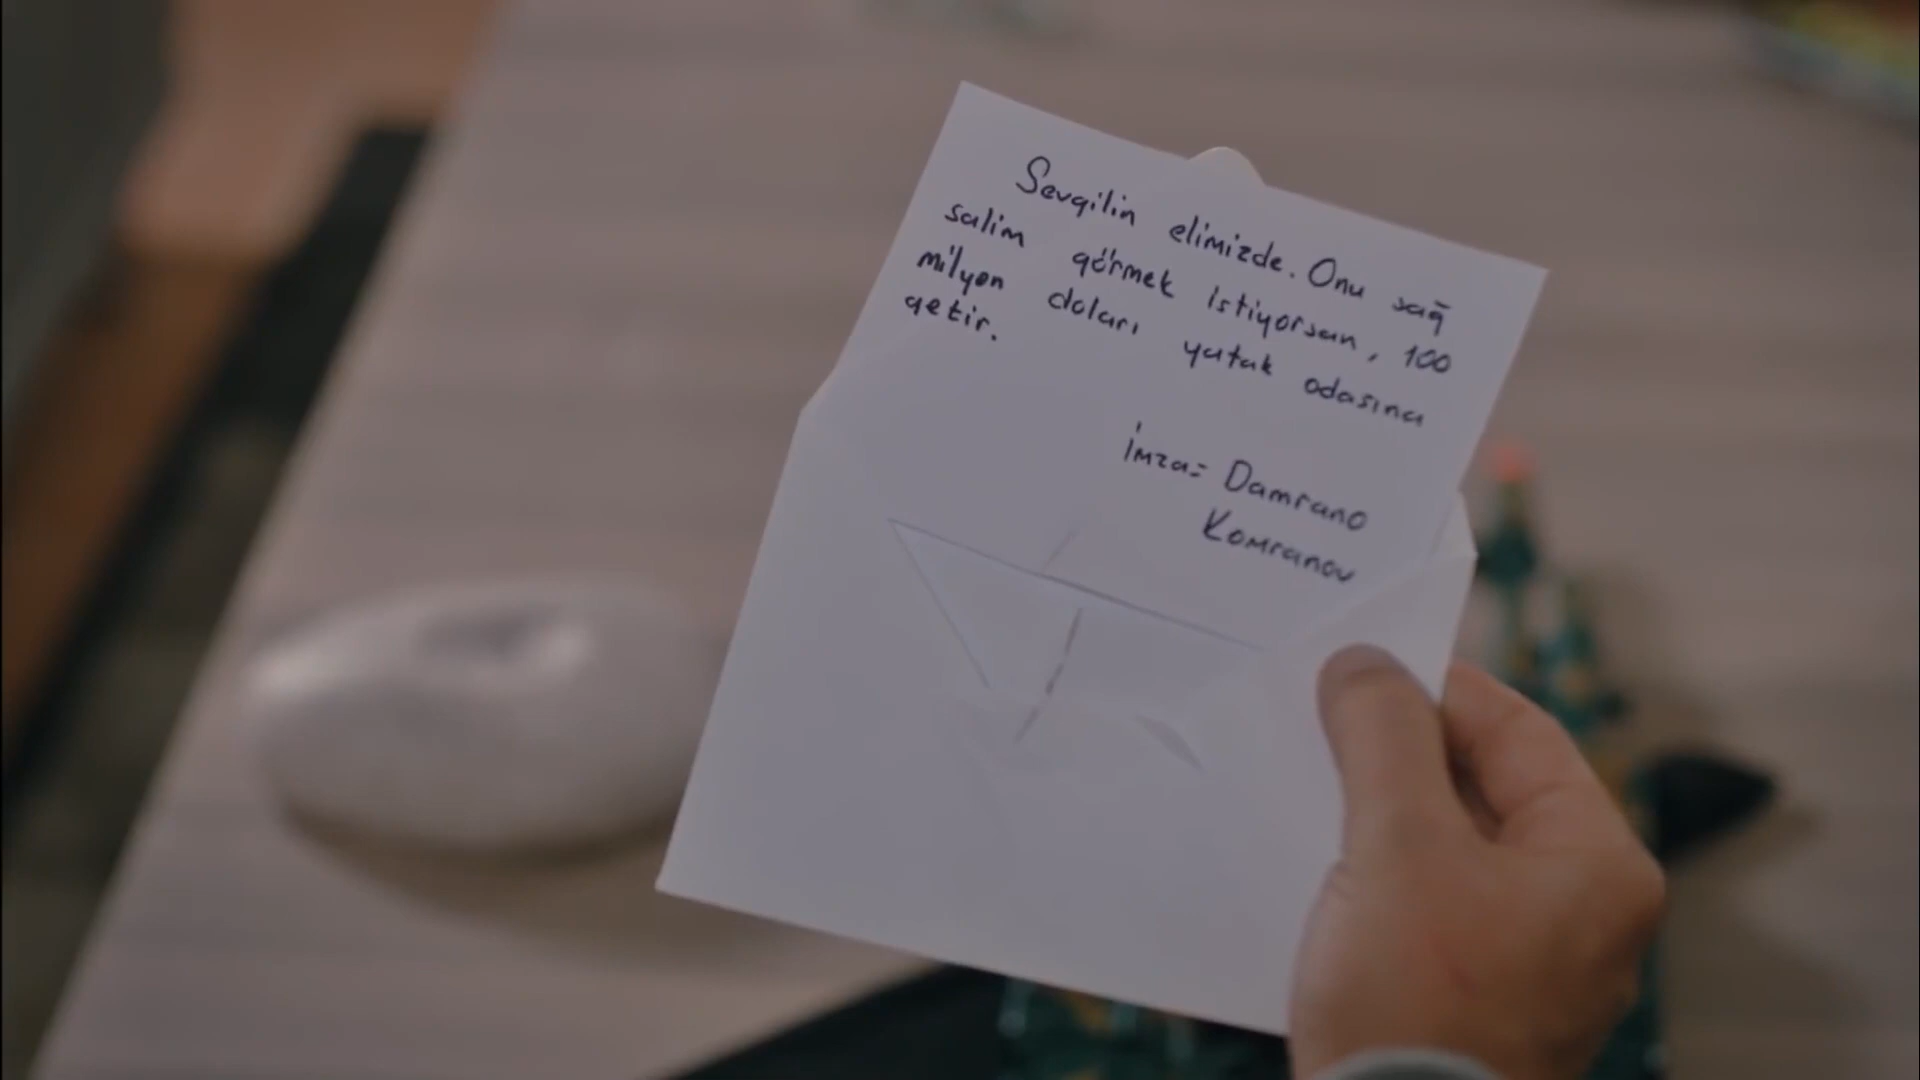 Sevgilin elimizde. Onu sağ
salim görmek istiyorsan, 100
milyon doları yatak odasına
getir.
İmza= Damrano
Komranov